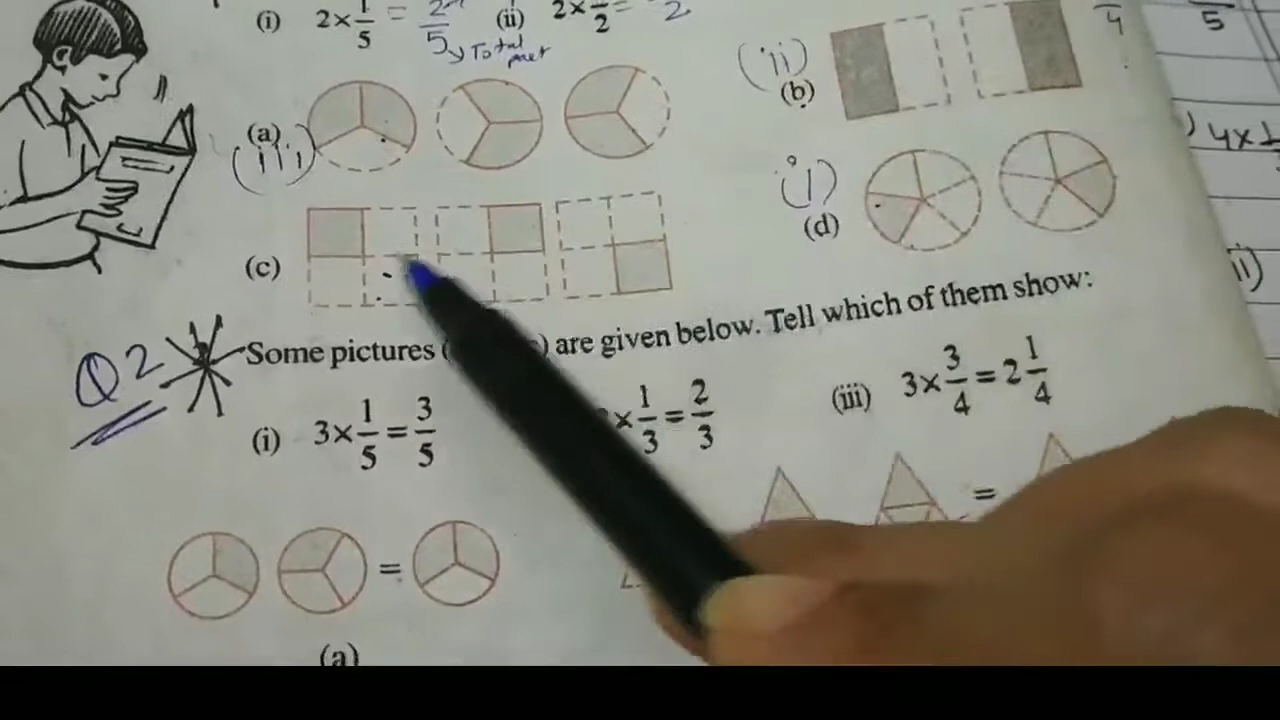 (i) 2×1/5 = 2/5 (ii) 2×1/2 =  /2
Total part
4
5
(ii)
(a)
(b)
(iii)
) 4×1
(i)
(d)
(c)
ii)
Q2 Some pictures ( ) are given below. Tell which of them show:
(i) 3×1/5=3/5 ×1/3=2/3 (iii) 3×3/4=2 1/4
=
=
(a)